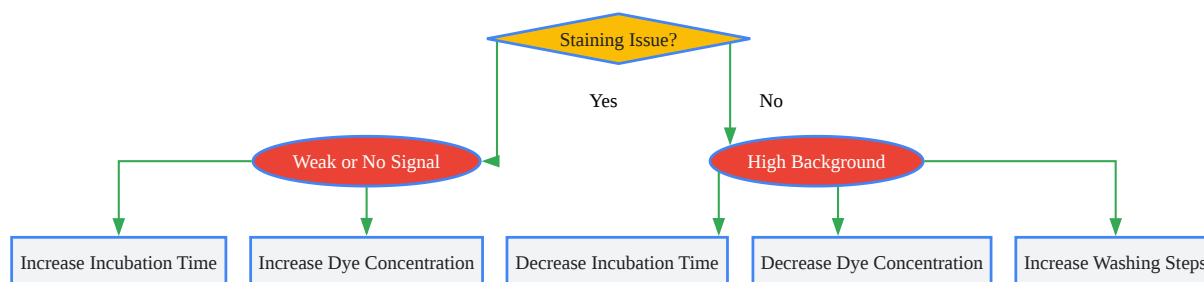 Staining Issue?
Yes
No
Weak or No Signal
High Background
Increase Incubation Time
Increase Dye Concentration
Decrease Incubation Time
Decrease Dye Concentration
Increase Washing Steps